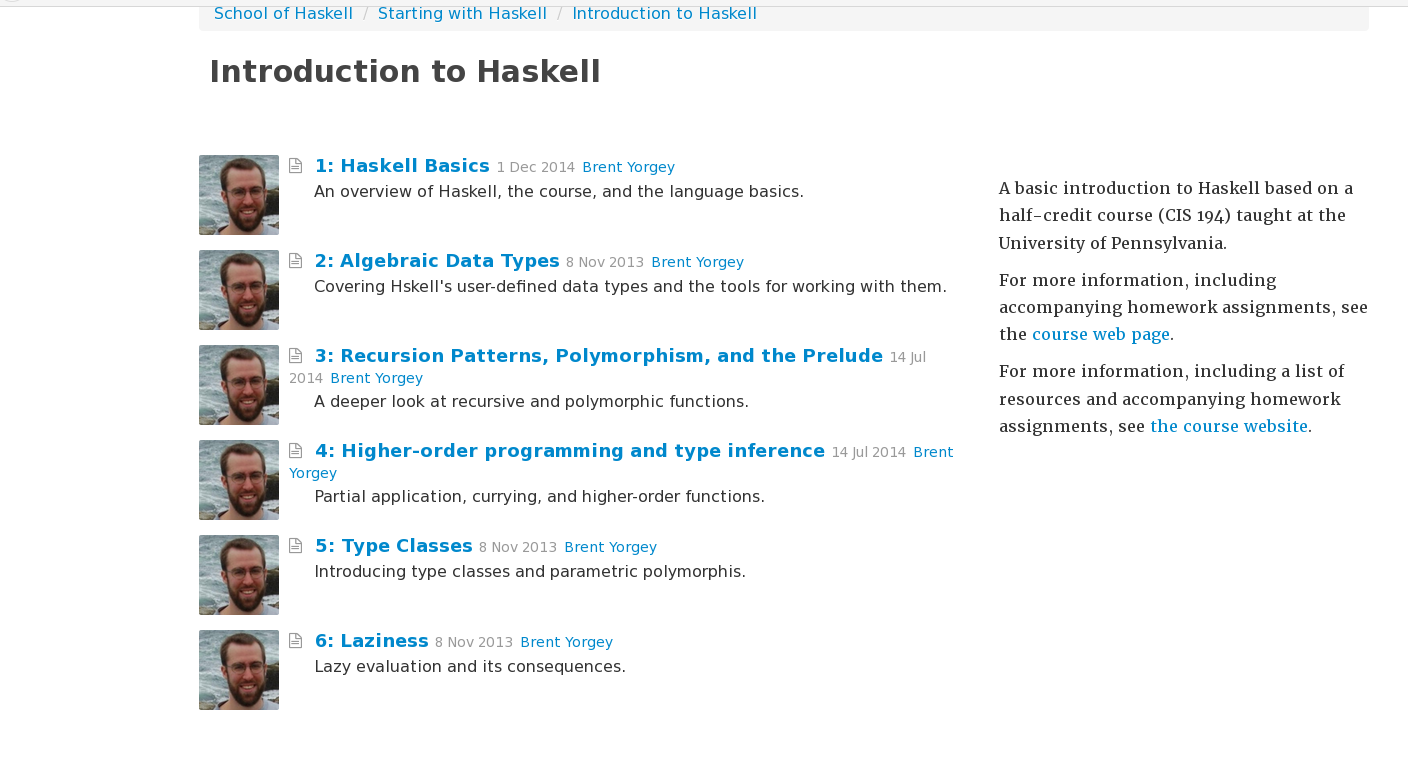 School of Haskell / Starting with Haskell / Introduction to Haskell
Introduction to Haskell
1: Haskell Basics 1 Dec 2014 Brent Yorgey
An overview of Haskell, the course, and the language basics.
2: Algebraic Data Types 8 Nov 2013 Brent Yorgey
Covering Hskell's user-defined data types and the tools for working with them.
3: Recursion Patterns, Polymorphism, and the Prelude 14 Jul
2014 Brent Yorgey
A deeper look at recursive and polymorphic functions.
4: Higher-order programming and type inference 14 Jul 2014 Brent
Yorgey
Partial application, currying, and higher-order functions.
5: Type Classes 8 Nov 2013 Brent Yorgey
Introducing type classes and parametric polymorphis.
6: Laziness 8 Nov 2013 Brent Yorgey
Lazy evaluation and its consequences.
A basic introduction to Haskell based on a
half-credit course (CIS 194) taught at the
University of Pennsylvania.
For more information, including
accompanying homework assignments, see
the course web page.
For more information, including a list of
resources and accompanying homework
assignments, see the course website.